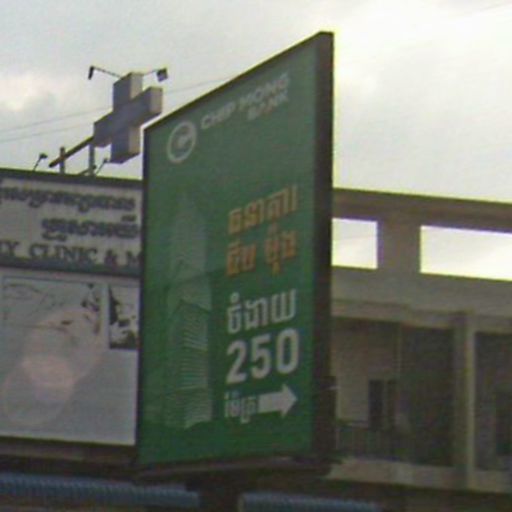 CHIP MONG
BANK
ធនាគារ
ជីប ម៉ុង
ចំងាយ
250
ម៉ែត្រ
CLINIC &